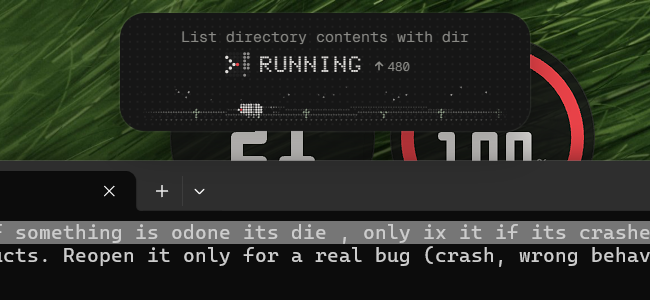 List directory contents with dir
RUNNING ↑ 480
100
something is odone its die , only ix it if its crashe
ucts. Reopen it only for a real bug (crash, wrong behav